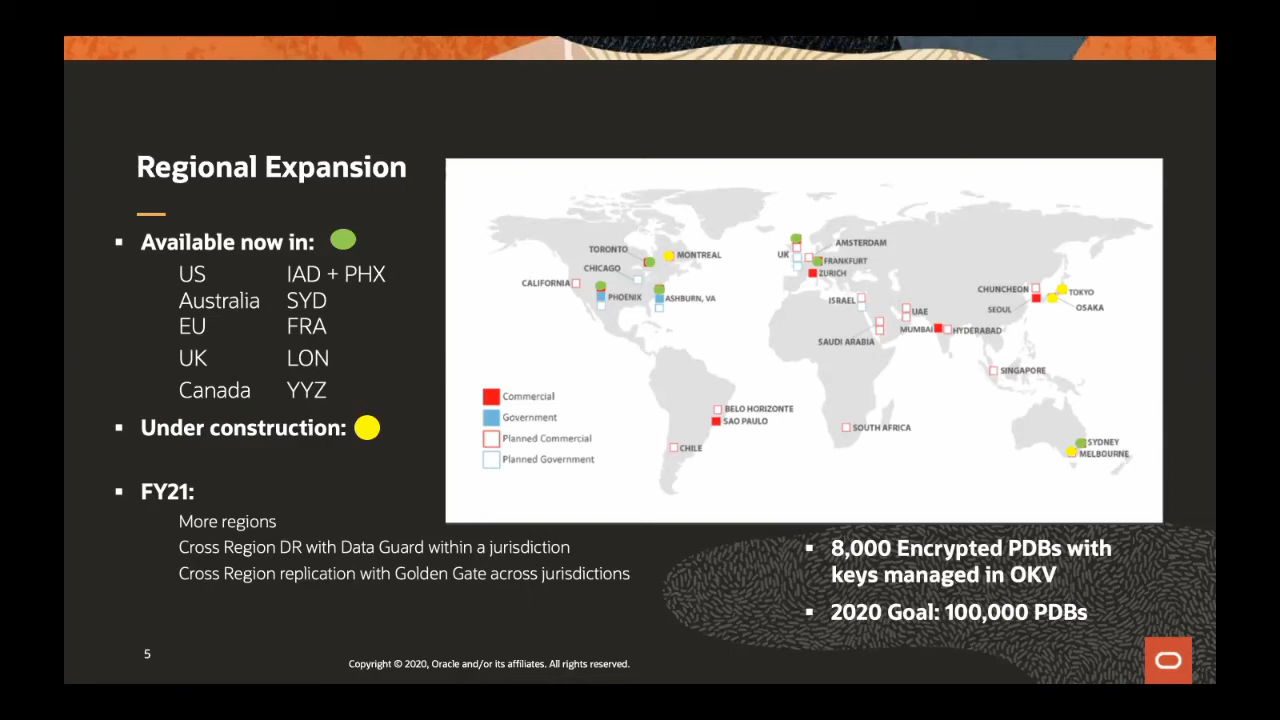 Regional Expansion
Available now in:
US IAD + PHX
Australia SYD
EU FRA
UK LON
Canada YYZ
Under construction:
FY21:
More regions
Cross Region DR with Data Guard within a jurisdiction
Cross Region replication with Golden Gate across jurisdictions
TORONTO
MONTREAL
CHICAGO
CALIFORNIA
PHOENIX
ASHBURN, VA
UK
AMSTERDAM
FRANKFURT
ZURICH
ISRAEL
UAE
SAUDI ARABIA
MUMBAI
HYDERABAD
CHUNCHEON
SEOUL
TOKYO
OSAKA
SINGAPORE
BELO HORIZONTE
SAO PAULO
CHILE
SOUTH AFRICA
SYDNEY
MELBOURNE
Commercial
Government
Planned Commercial
Planned Government
8,000 Encrypted PDBs with
keys managed in OKV
2020 Goal: 100,000 PDBs
5
Copyright © 2020, Oracle and/or its affiliates. All rights reserved.